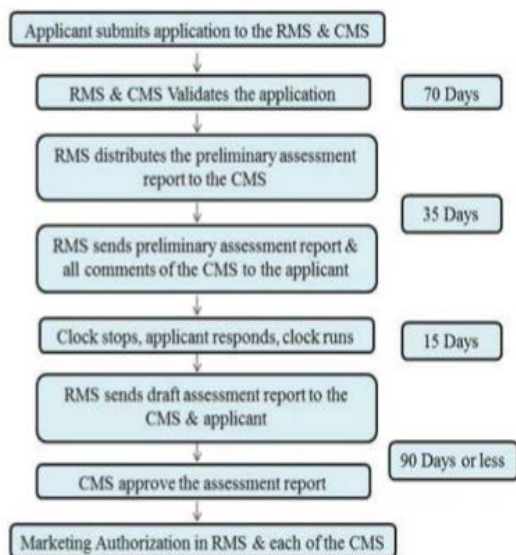 Applicant submits application to the RMS & CMS
RMS & CMS Validates the application
70 Days
RMS distributes the preliminary assessment
report to the CMS
35 Days
RMS sends preliminary assessment report &
all comments of the CMS to the applicant
Clock stops, applicant responds, clock runs
15 Days
RMS sends draft assessment report to the
CMS & applicant
90 Days or less
CMS approve the assessment report
Marketing Authorization in RMS & each of the CMS